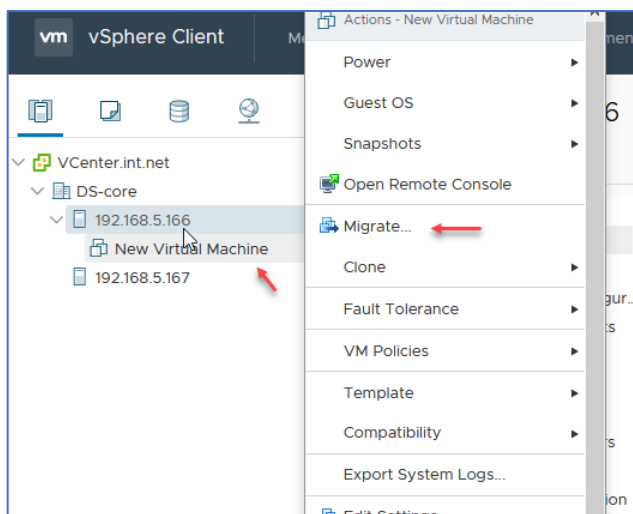 vm vSphere Client
Actions - New Virtual Machine
Power
Guest OS
Snapshots
Open Remote Console
Migrate...
Clone
Fault Tolerance
VM Policies
Template
Compatibility
Export System Logs...
Edit Settings
VCenter.int.net
DS-core
192.168.5.166
New Virtual Machine
192.168.5.167
6